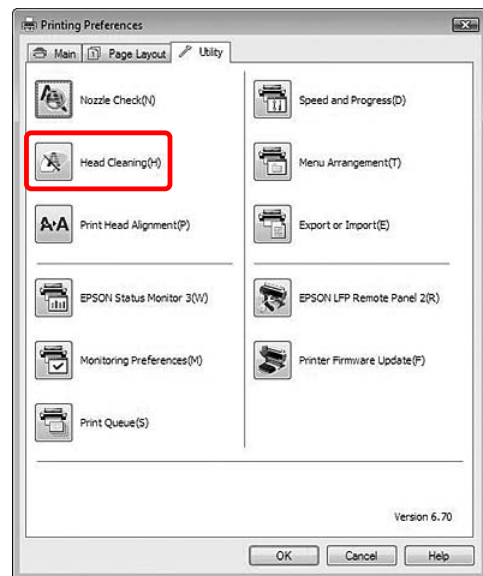 Printing Preferences
Main
Page Layout
Utility
Nozzle Check(N)
Speed and Progress(D)
Head Cleaning(H)
Menu Arrangement(T)
Print Head Alignment(P)
Export or Import(E)
EPSON Status Monitor 3(W)
EPSON LFP Remote Panel 2(R)
Monitoring Preferences(M)
Printer Firmware Update(F)
Print Queue(S)
Version 6.70
OK
Cancel
Help